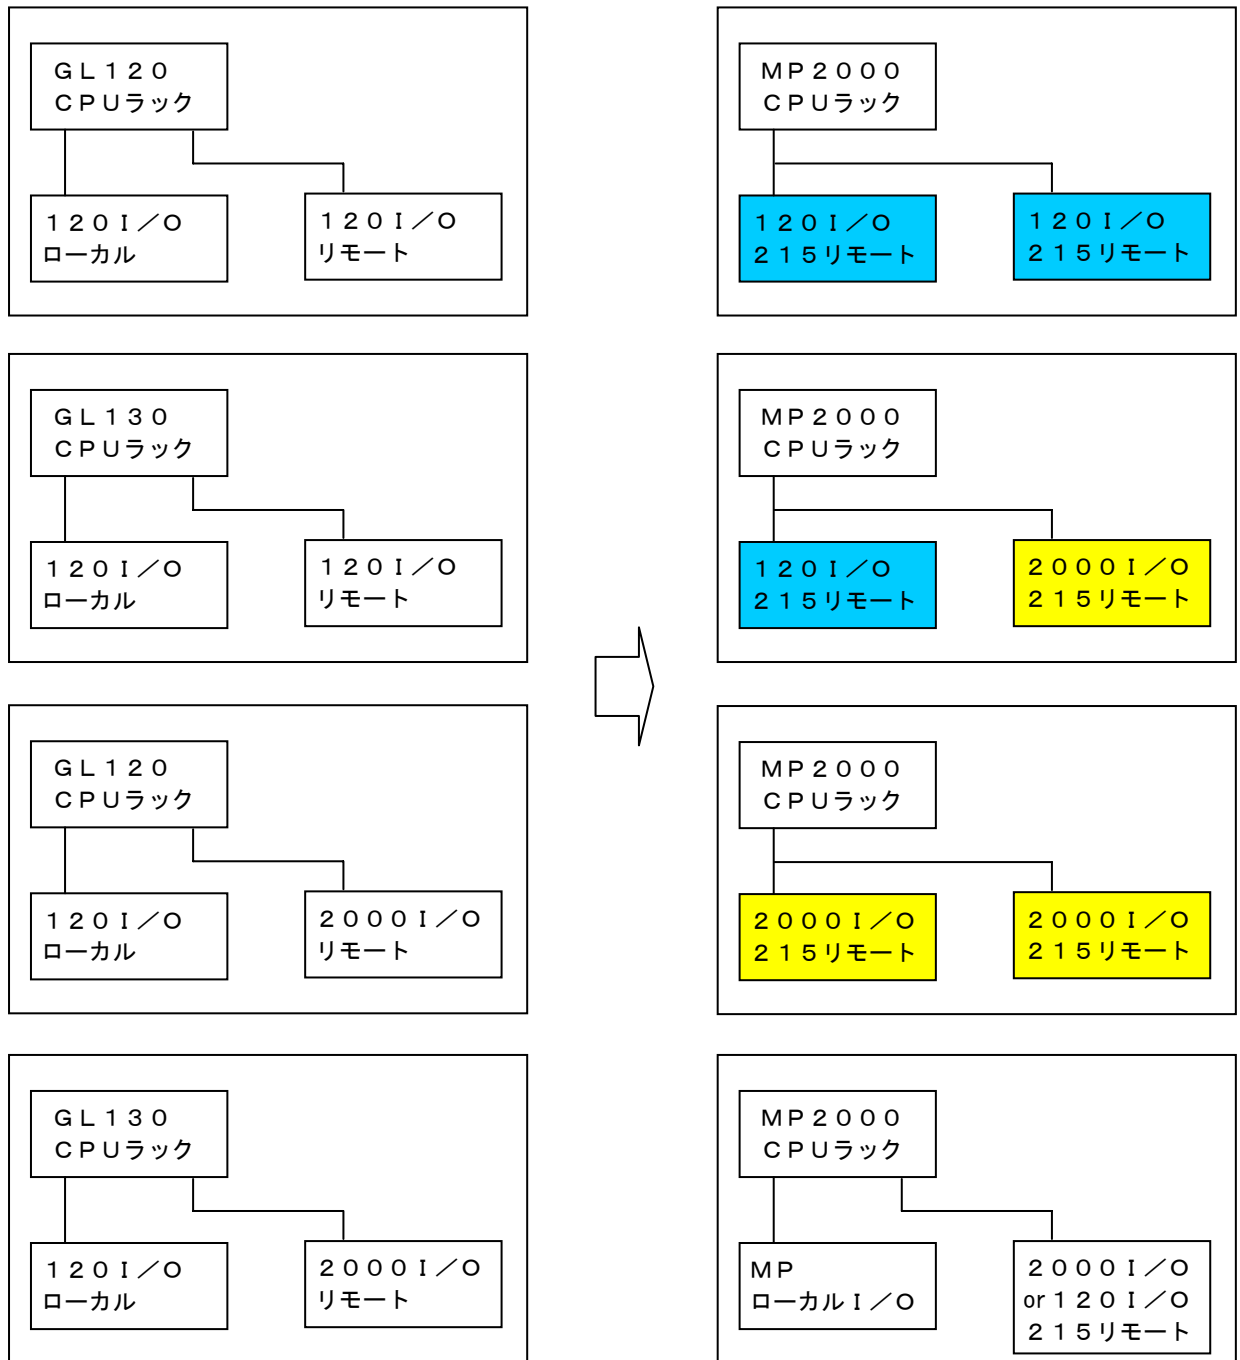 ＧＬ１２０
ＣＰＵラック
１２０Ｉ／Ｏ
ローカル
１２０Ｉ／Ｏ
リモート
ＭＰ２０００
ＣＰＵラック
１２０Ｉ／Ｏ
２１５リモート
１２０Ｉ／Ｏ
２１５リモート
ＧＬ１３０
ＣＰＵラック
１２０Ｉ／Ｏ
ローカル
１２０Ｉ／Ｏ
リモート
ＭＰ２０００
ＣＰＵラック
１２０Ｉ／Ｏ
２１５リモート
２０００Ｉ／Ｏ
２１５リモート
ＧＬ１２０
ＣＰＵラック
１２０Ｉ／Ｏ
ローカル
２０００Ｉ／Ｏ
リモート
ＭＰ２０００
ＣＰＵラック
２０００Ｉ／Ｏ
２１５リモート
２０００Ｉ／Ｏ
２１５リモート
ＧＬ１３０
ＣＰＵラック
１２０Ｉ／Ｏ
ローカル
２０００Ｉ／Ｏ
リモート
ＭＰ２０００
ＣＰＵラック
ＭＰ
ローカルＩ／Ｏ
２０００Ｉ／Ｏ
or１２０Ｉ／Ｏ
２１５リモート